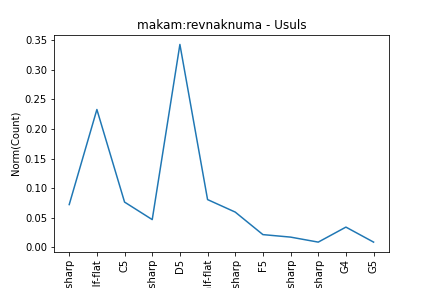 makam:revnaknuma - Usuls
Norm(Count)
0.35
0.30
0.25
0.20
0.15
0.10
0.05
0.00
sharp
lf-flat
C5
sharp
D5
lf-flat
sharp
F5
sharp
sharp
G4
G5